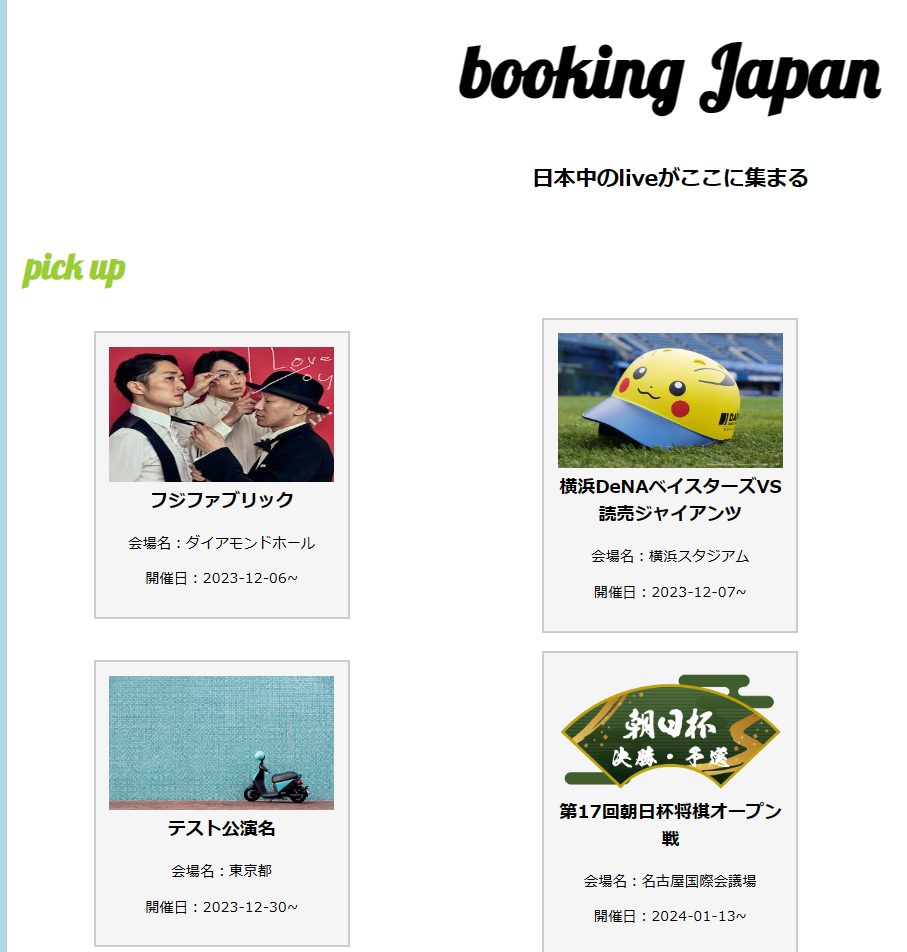 booking Japan
日本中のliveがここに集まる
pick up
Love
フジファブリック
会場名：ダイアモンドホール
開催日：2023-12-06~
横浜DeNAベイスターズVS
読売ジャイアンツ
会場名：横浜スタジアム
開催日：2023-12-07~
テスト公演名
会場名：東京都
開催日：2023-12-30~
朝日杯
決勝・予選
第17回朝日杯将棋オープン
戦
会場名：名古屋国際会議場
開催日：2024-01-13~